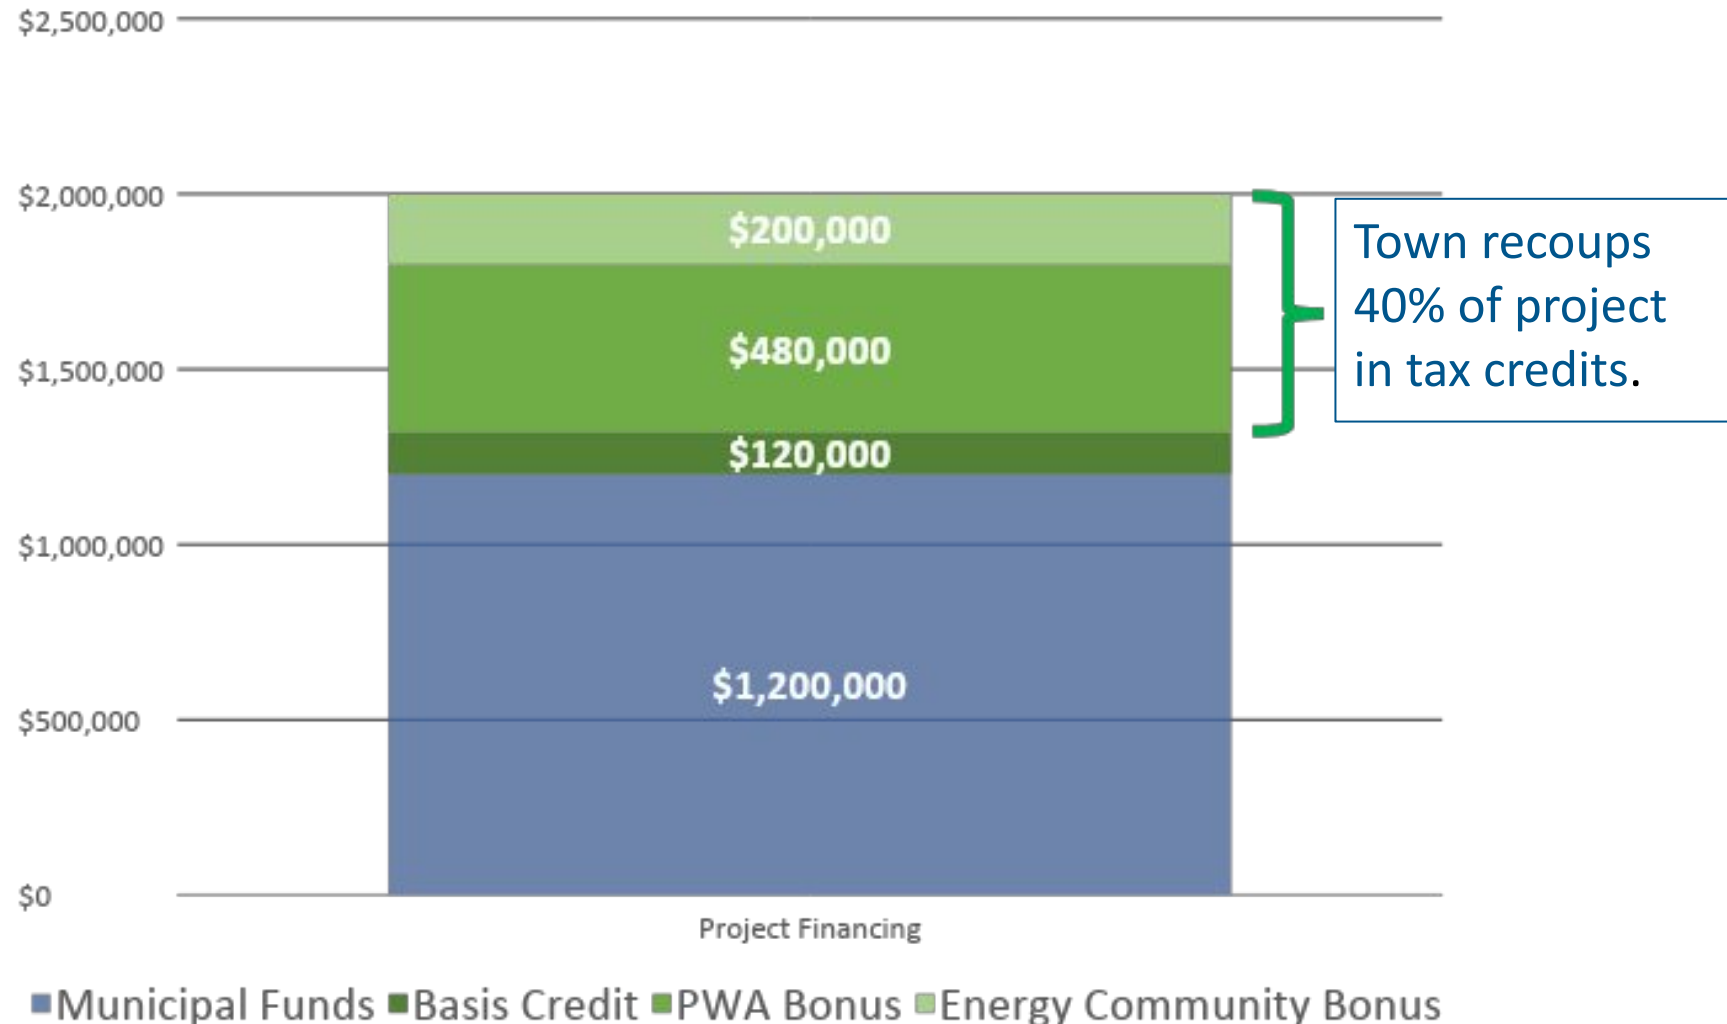 $2,500,000
$2,000,000
$200,000
Town recoups
40% of project
in tax credits.
$480,000
$1,500,000
$120,000
$1,000,000
$1,200,000
$500,000
$0
Project Financing
Municipal Funds Basis Credit PWA Bonus Energy Community Bonus